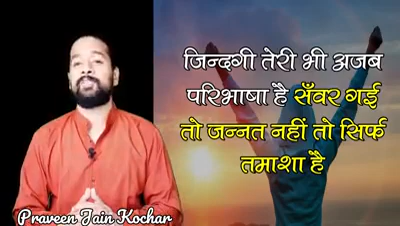 जिन्दगी तेरी भी अजब
परिभाषा है सँवर गई
तो जन्नत नहीं तो सिर्फ
तमाशा है
Praveen Jain Kochar